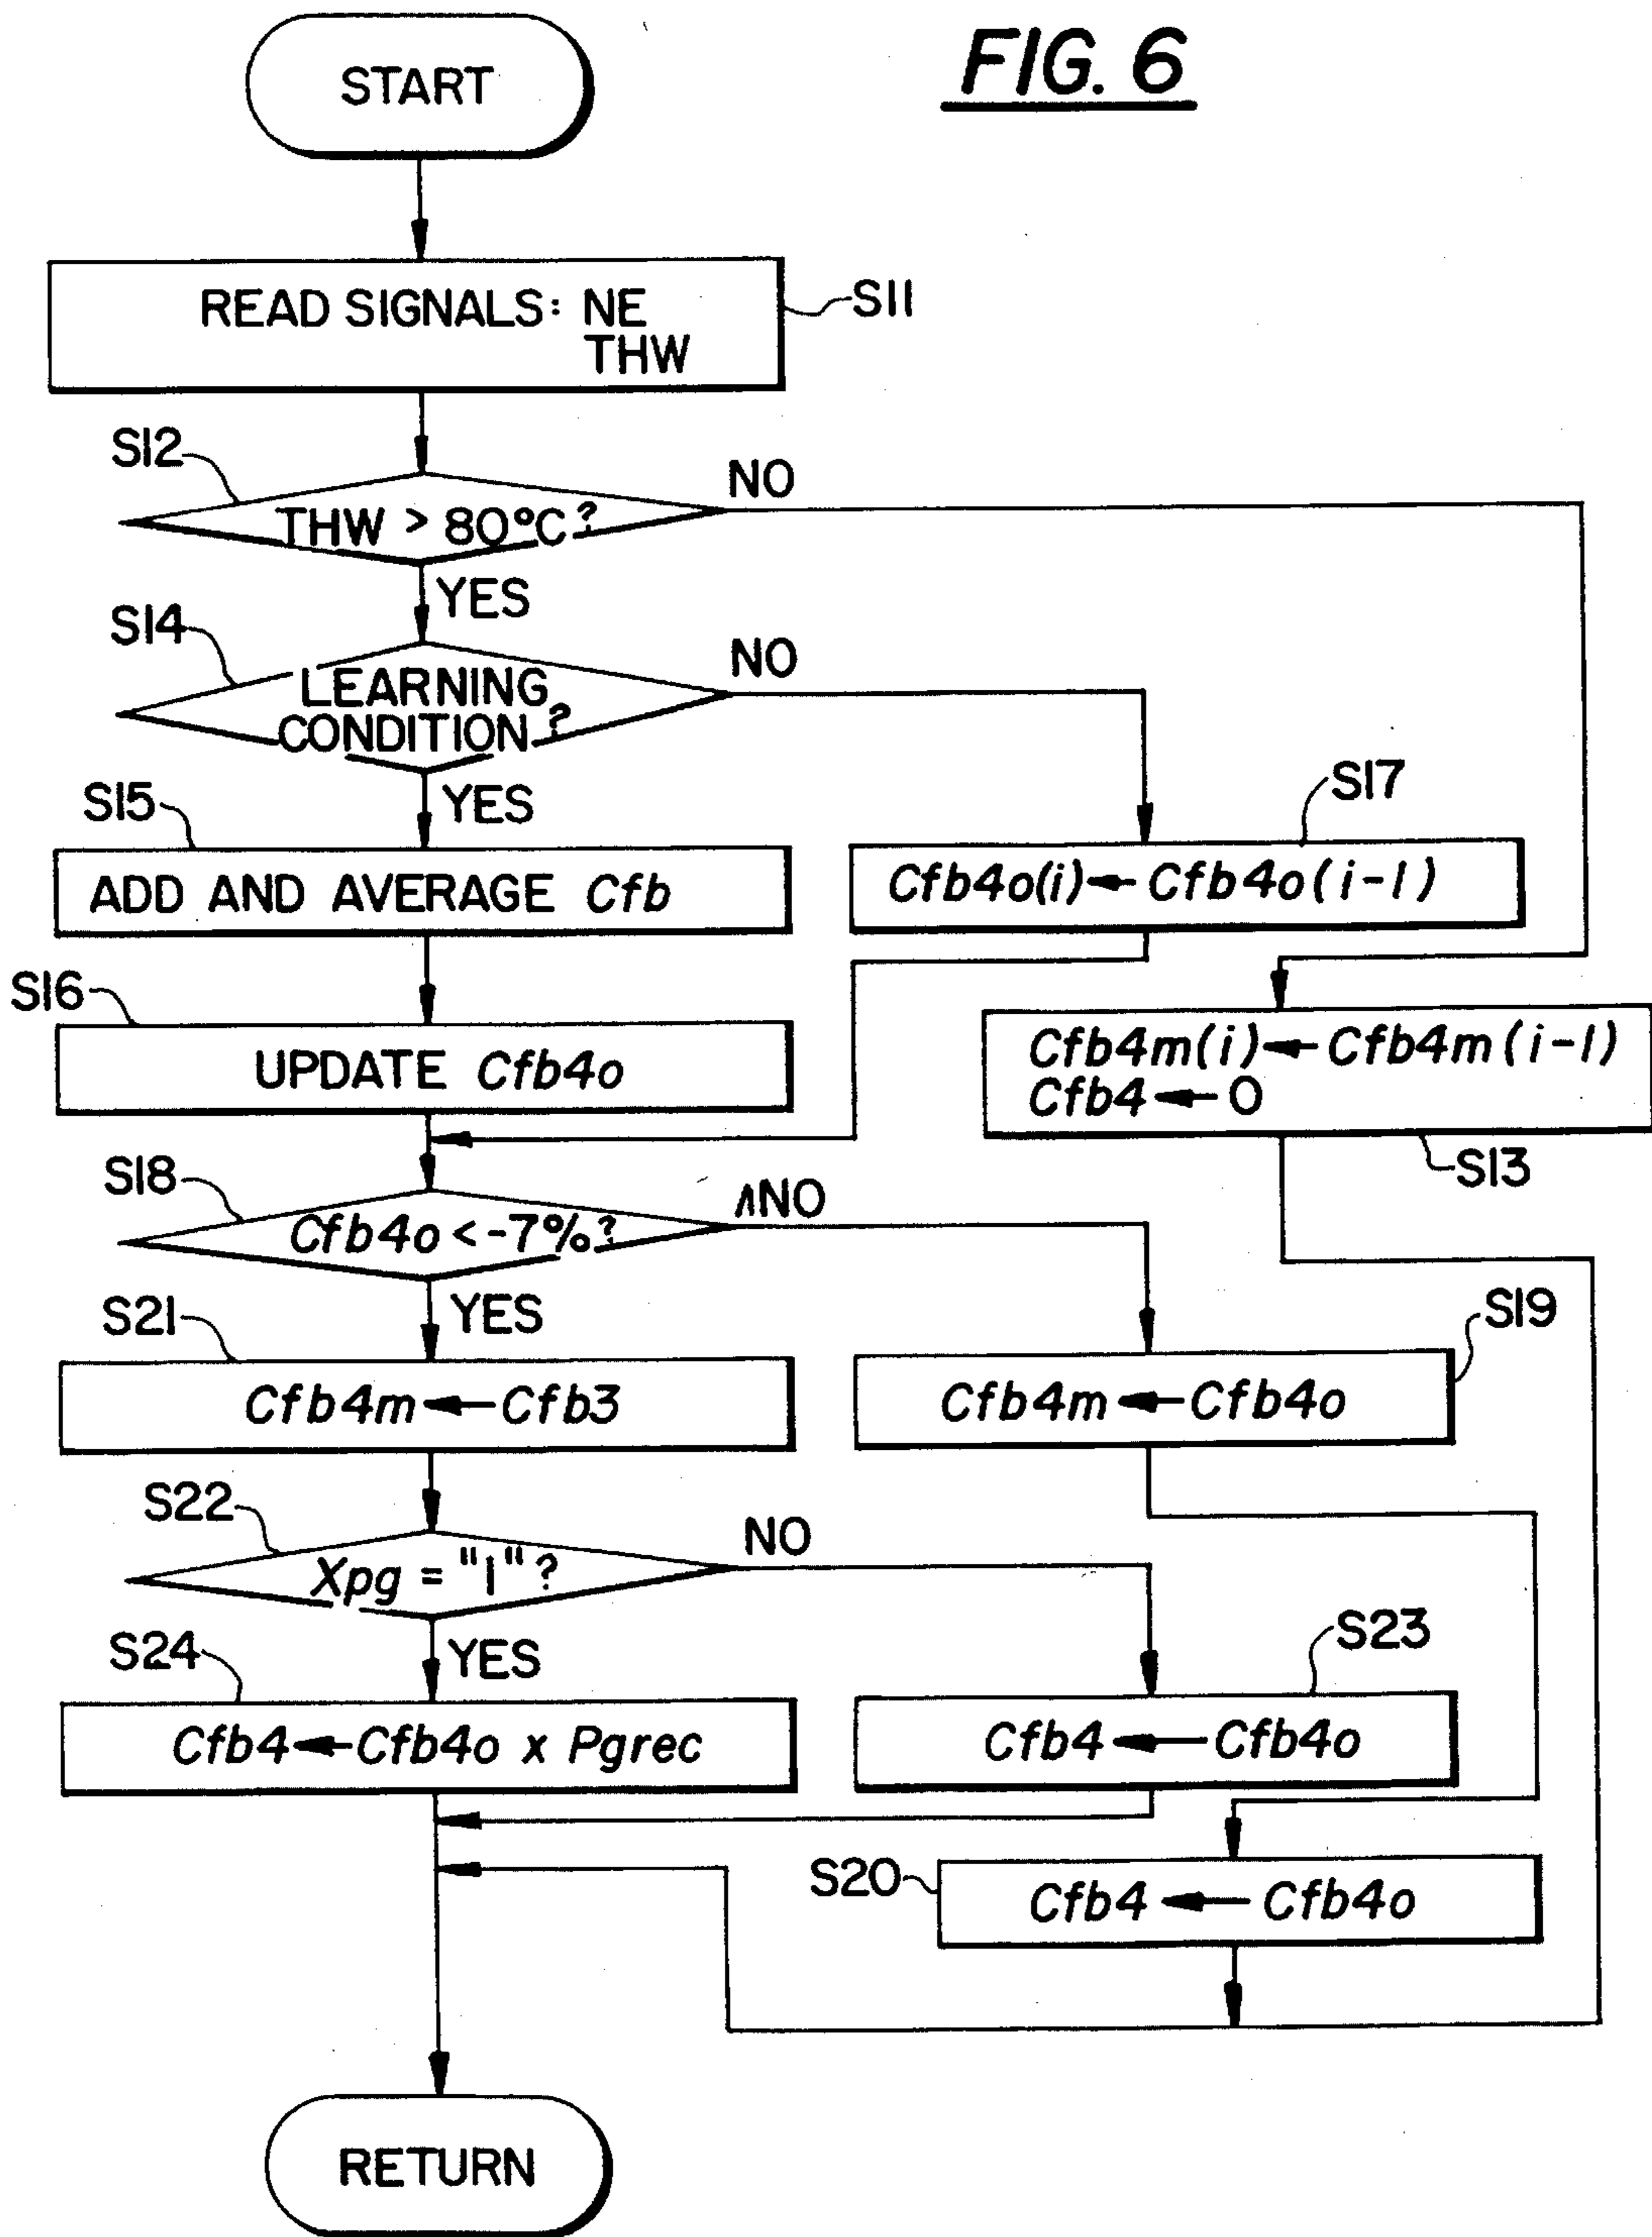 FIG. 6
START
READ SIGNALS: NE
THW
S11
S12
THW > 80°C?
NO
YES
S14
LEARNING
CONDITION?
NO
YES
S15
ADD AND AVERAGE Cfb
S17
Cfb4o(i)←Cfb4o(i-1)
S16
UPDATE Cfb4o
Cfb4m(i)←Cfb4m(i-1)
Cfb4←0
S13
S18
Cfb4o<-7%?
NO
YES
S21
Cfb4m←Cfb3
S19
Cfb4m←Cfb4o
S22
Xpg = "1"?
NO
YES
S24
Cfb4←Cfb4o x Pgrec
S23
Cfb4←Cfb4o
S20
Cfb4←Cfb4o
RETURN